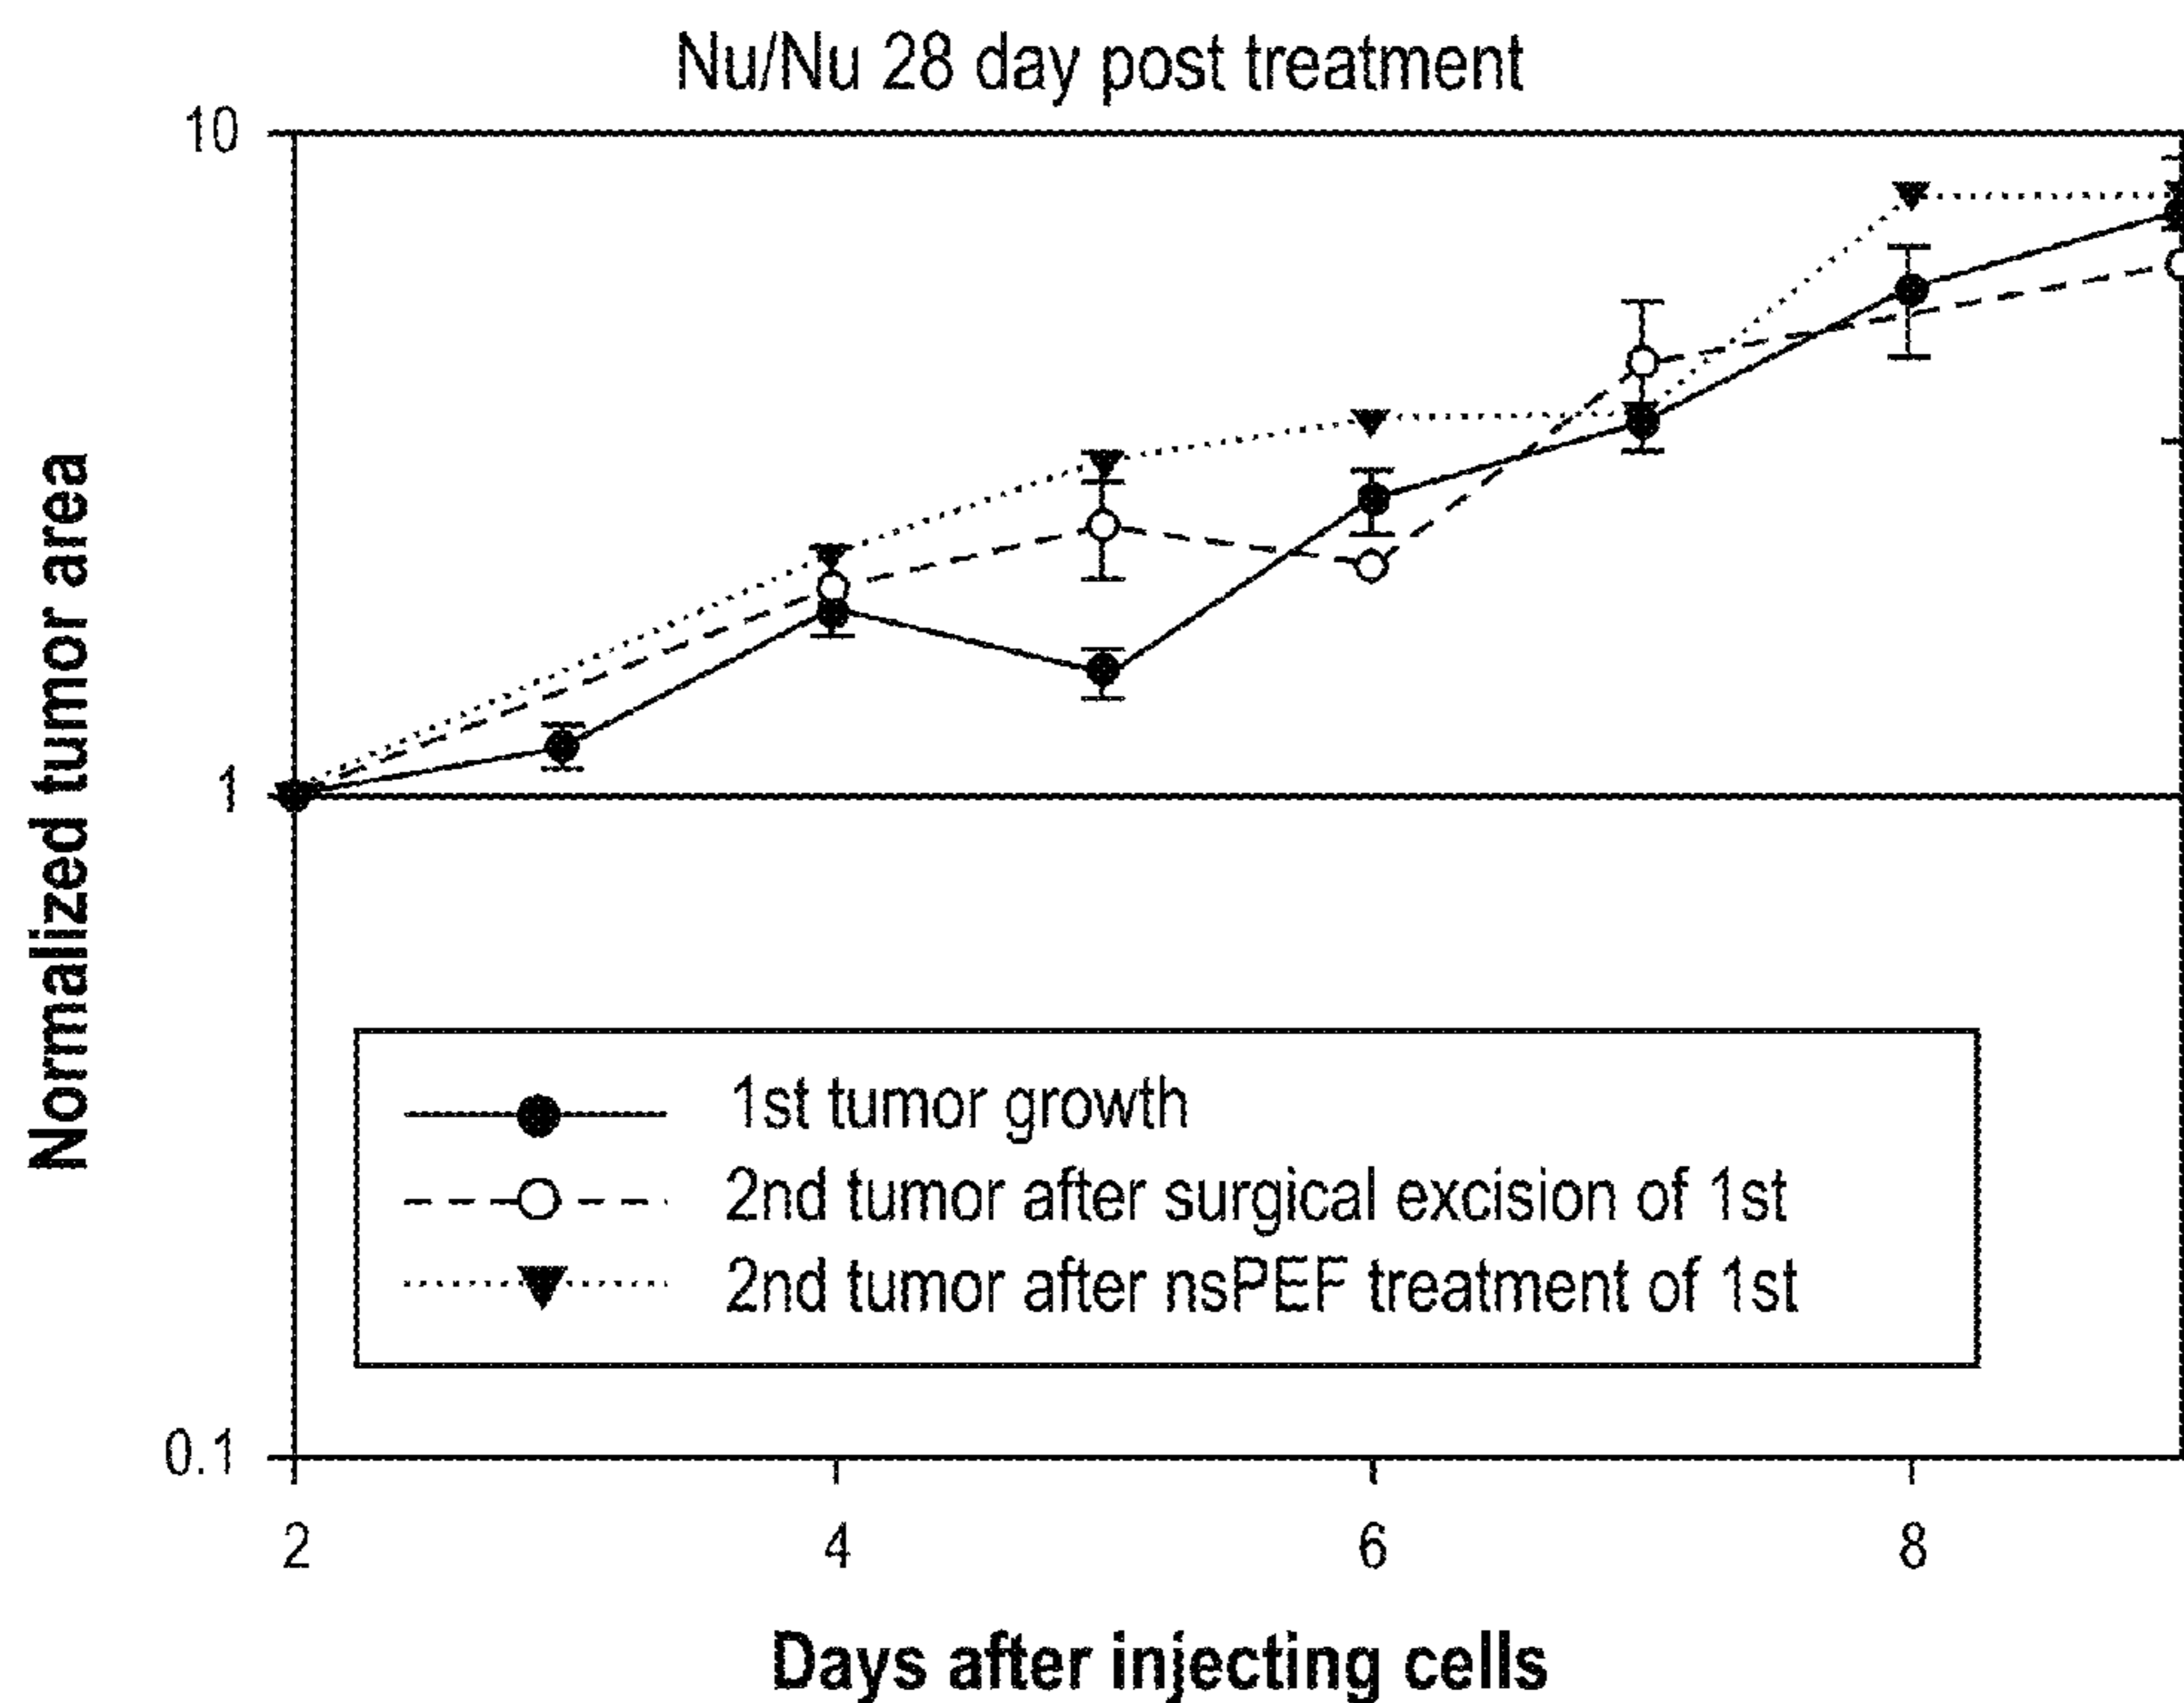 Nu/Nu 28 day post treatment
10
1
0.1
Normalized tumor area
1st tumor growth
2nd tumor after surgical excision of 1st
2nd tumor after nsPEF treatment of 1st
2 4 6 8
Days after injecting cells